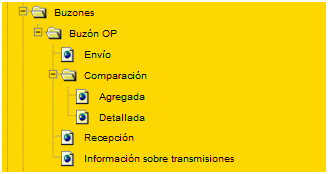 Buzones
Buzón OP
Envío
Comparación
Agregada
Detallada
Recepción
Información sobre transmisiones